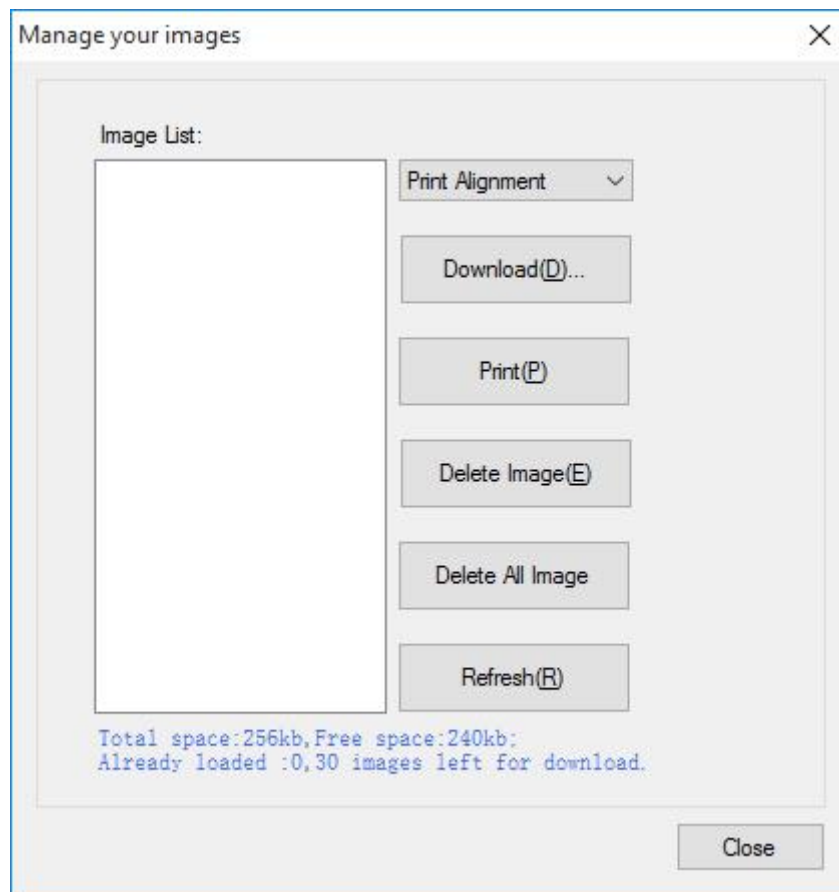 Manage your images
Image List:
Print Alignment
Download(D)...
Print(P)
Delete Image(E)
Delete All Image
Refresh(R)
Total space:256kb,Free space:240kb;
Already loaded :0,30 images left for download.
Close